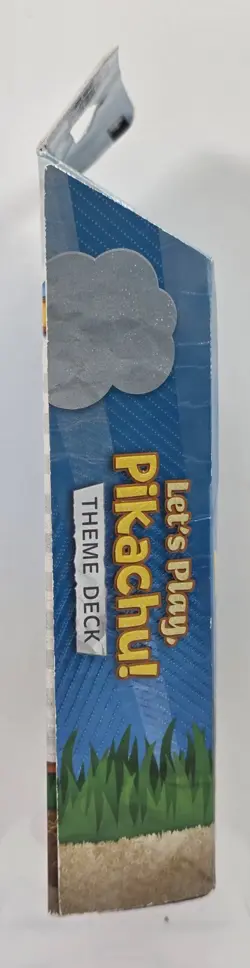 Let's Play,
Pikachu!
THEME DECK